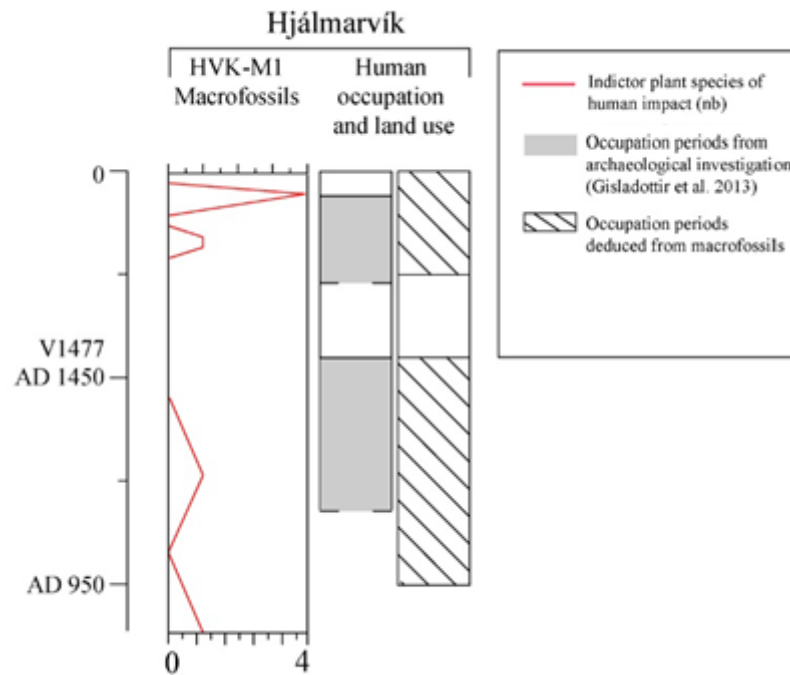 Hjálmarvík
HVK-M1
Macrofossils
Human
occupation
and land use
Indictor plant species of
human impact (nb)
Occupation periods from
archaeological investigation
(Gisladottir et al. 2013)
Occupation periods
deduced from macrofossils
0
V1477
AD 1450
AD 950
0
4